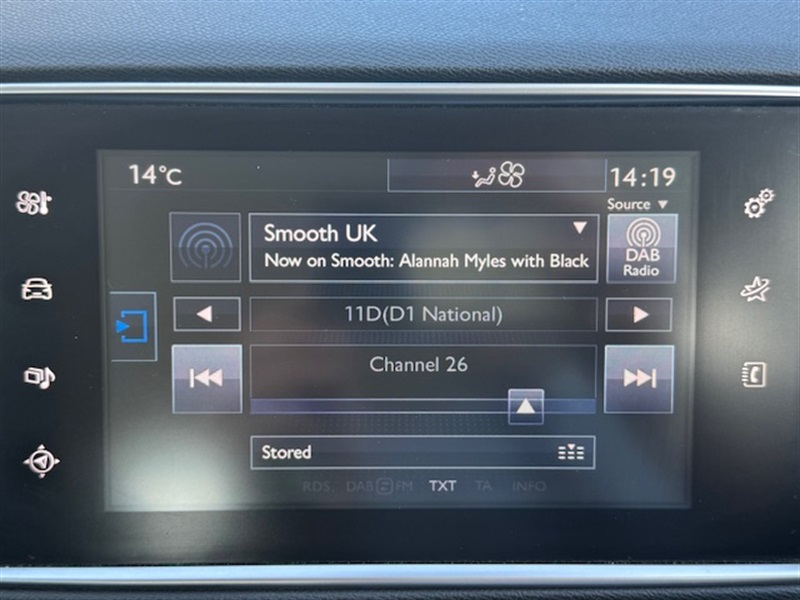 14°C
14:19
Source
Smooth UK
Now on Smooth: Alannah Myles with Black
DAB
Radio
11D(D1 National)
Channel 26
Stored
RDS DAB FM TXT TA INFO